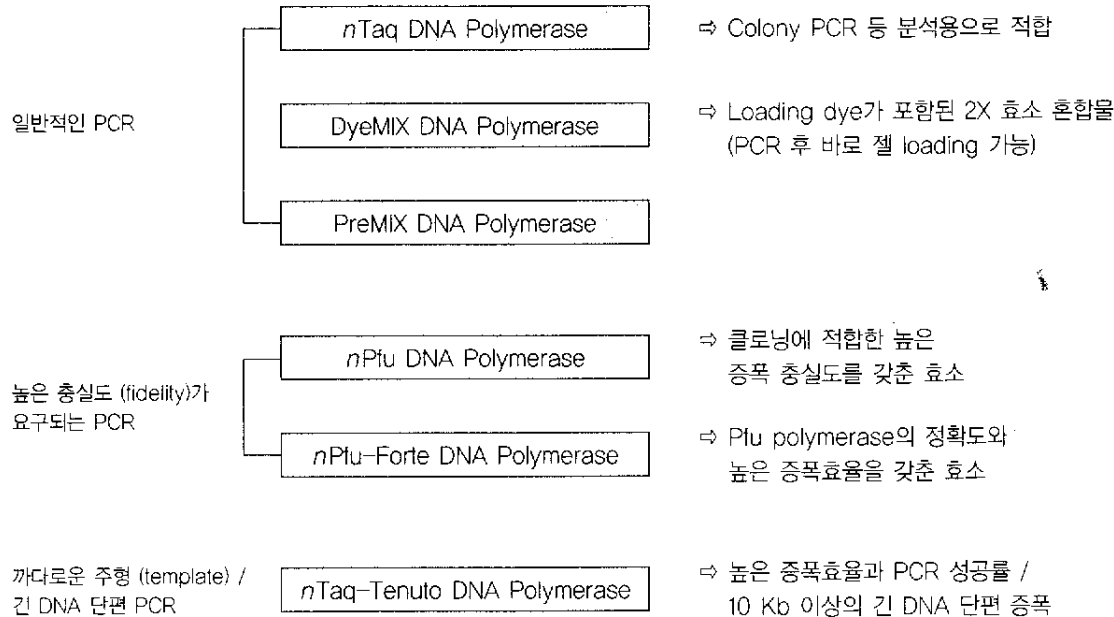 nTaq DNA Polymerase
⇨ Colony PCR 등 분석용으로 적합
일반적인 PCR
DyeMIX DNA Polymerase
⇨ Loading dye가 포함된 2X 효소 혼합물
(PCR 후 바로 젤 loading 가능)
PreMIX DNA Polymerase
높은 충실도 (fidelity)가
요구되는 PCR
nPfu DNA Polymerase
⇨ 클로닝에 적합한 높은
증폭 충실도를 갖춘 효소
nPfu-Forte DNA Polymerase
⇨ Pfu polymerase의 정확도와
높은 증폭효율을 갖춘 효소
까다로운 주형 (template) /
긴 DNA 단편 PCR
nTaq-Tenuto DNA Polymerase
⇨ 높은 증폭효율과 PCR 성공률 /
10 Kb 이상의 긴 DNA 단편 증폭